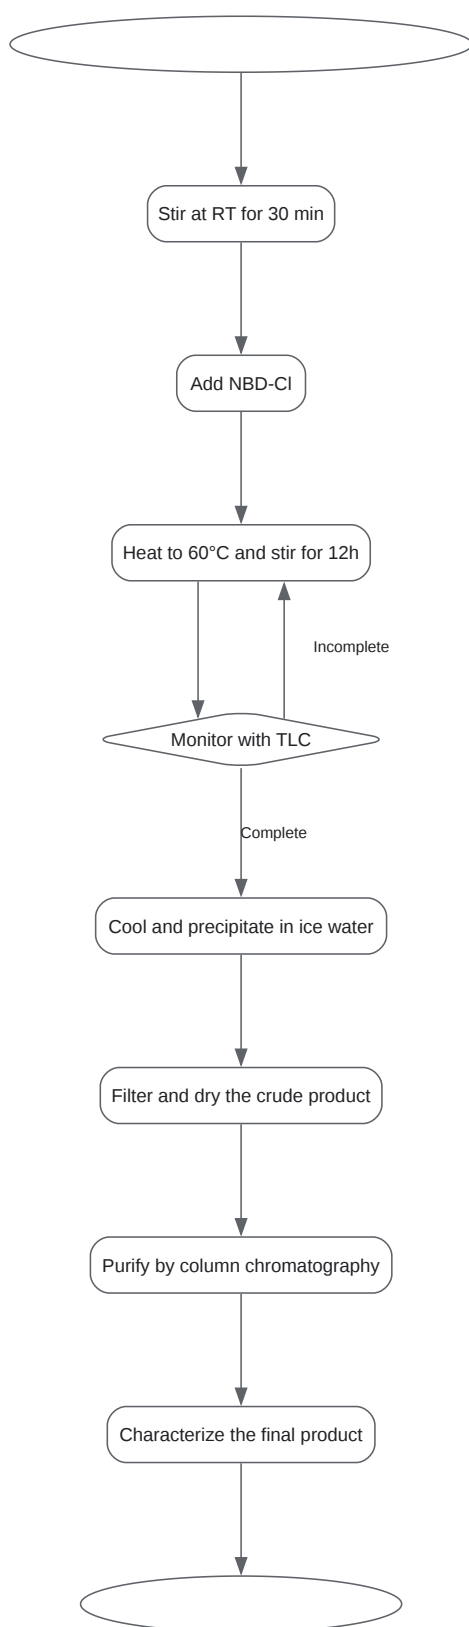 Stir at RT for 30 min
Add NBD-Cl
Heat to 60°C and stir for 12h
Incomplete
Monitor with TLC
Complete
Cool and precipitate in ice water
Filter and dry the crude product
Purify by column chromatography
Characterize the final product